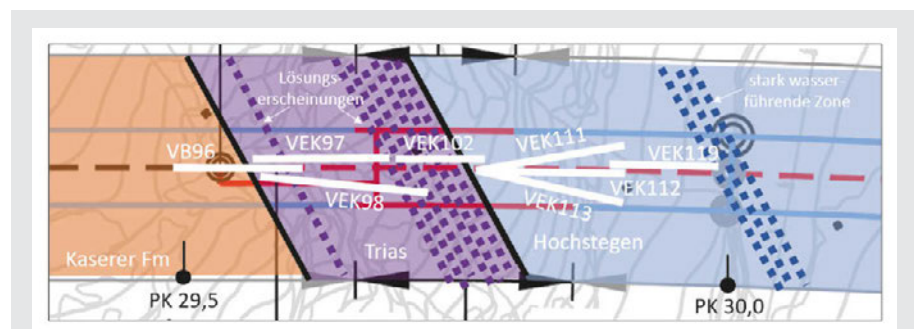 Lösungs-
erscheinungen
stark wasser-
führende Zone
VB96
VEK97
VEK102
VEK111
VEK119
VEK98
VEK112
VEK113
Kaserer Fm
Trias
Hochstegen
PK 29,5
PK 30,0